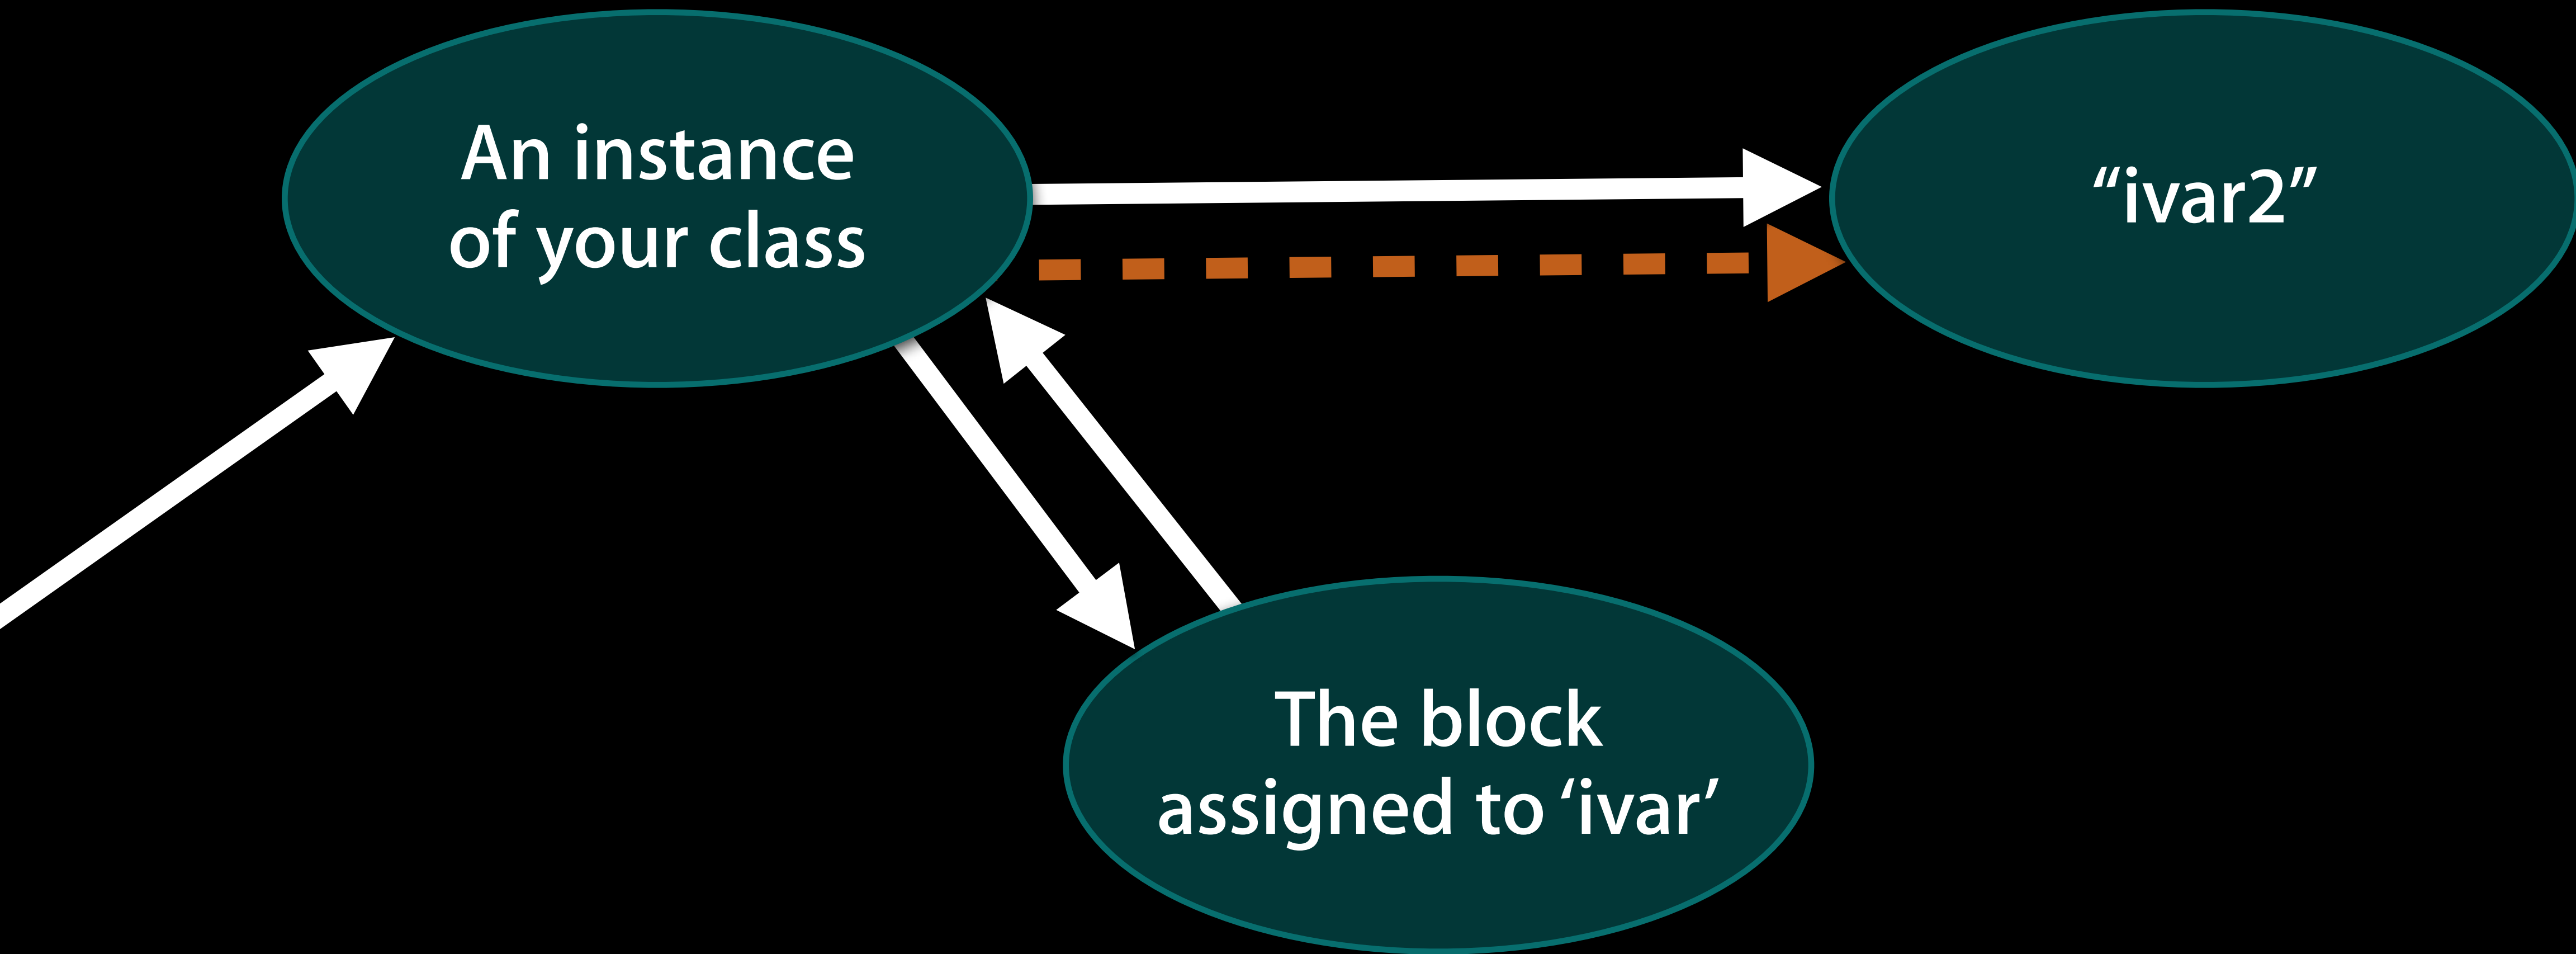 An instance
of your class
“ivar2”
The block
assigned to ‘ivar’